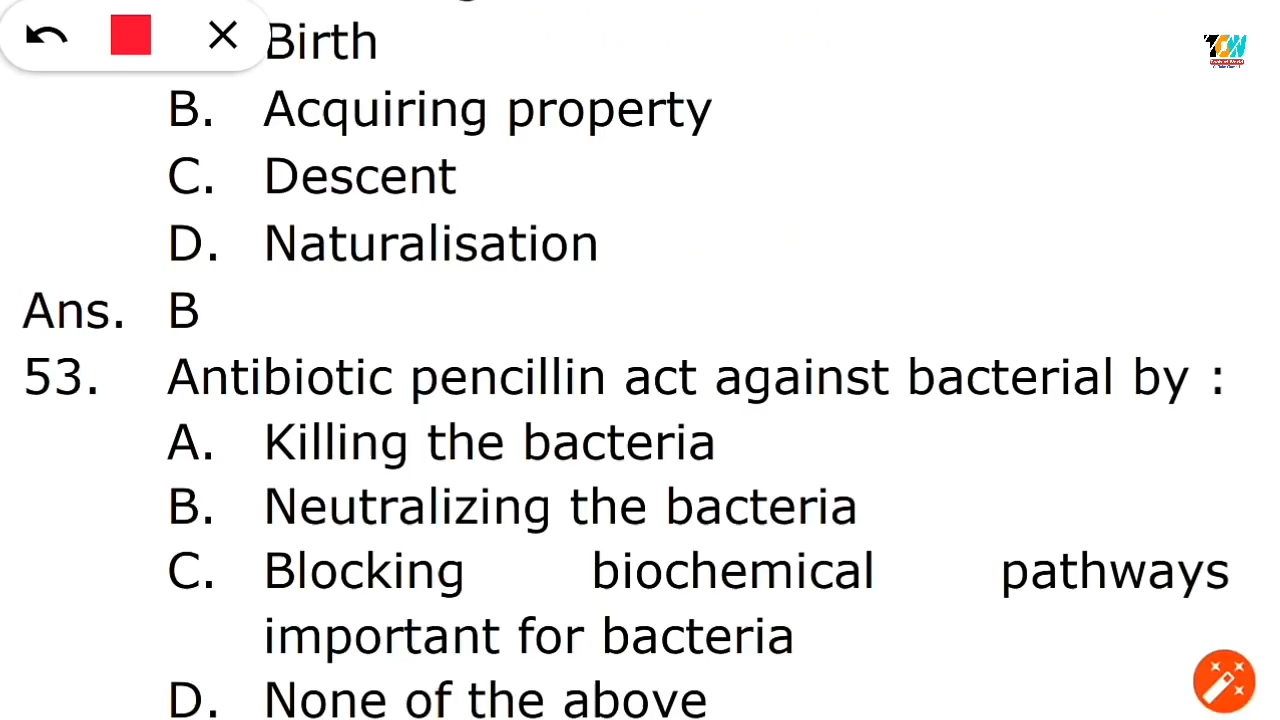 Birth
B. Acquiring property
C. Descent
D. Naturalisation
Ans. B
53. Antibiotic pencillin act against bacterial by :
A. Killing the bacteria
B. Neutralizing the bacteria
C. Blocking biochemical pathways
important for bacteria
D. None of the above